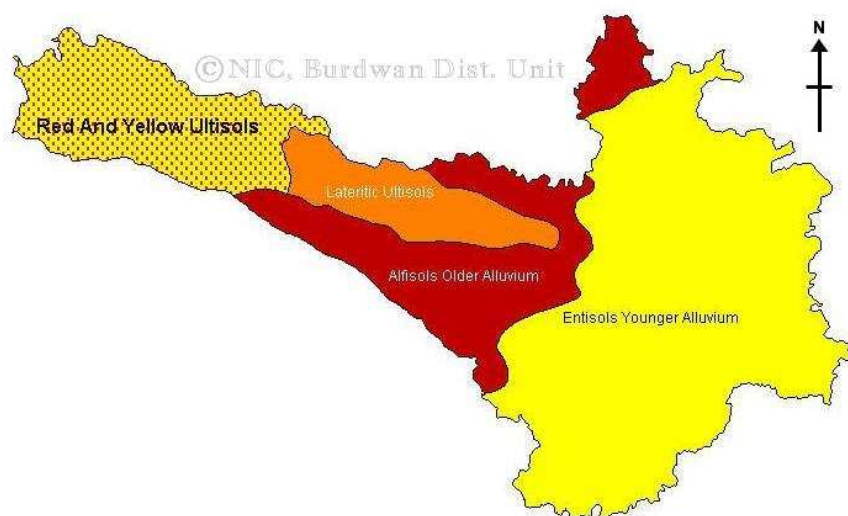 N
©NIC, Burdwan Dist. Unit
Red And Yellow Ultisols
Lateritic Ultisols
Alfisols Older Alluvium
Entisols Younger Alluvium